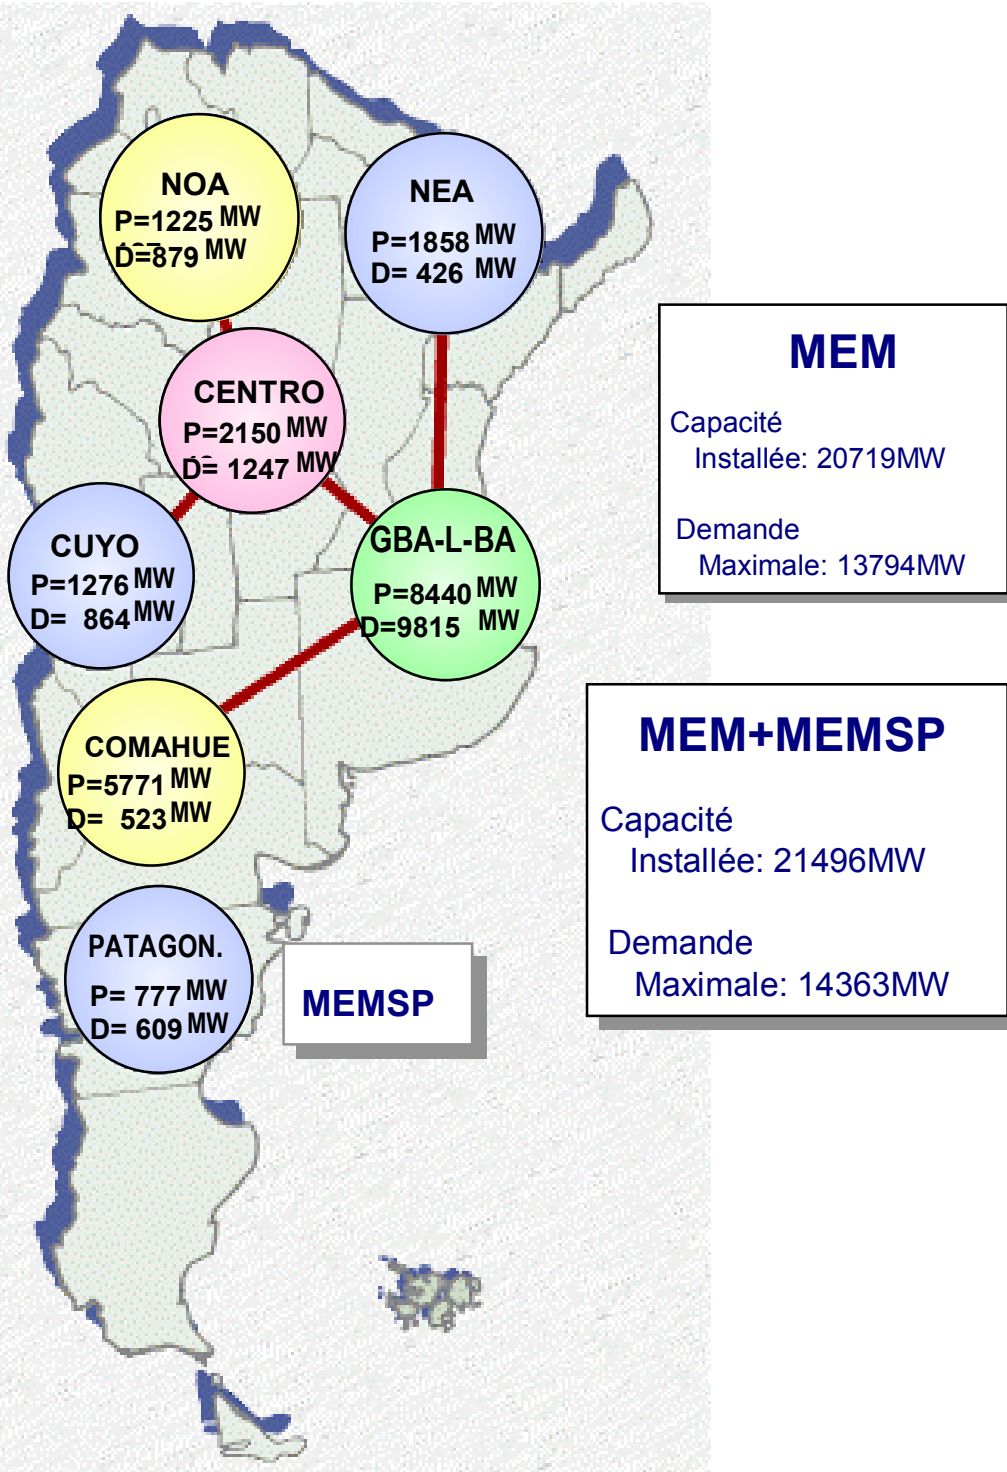 NOA
P=1225 MW
D=879 MW
NEA
P=1858 MW
D= 426 MW
CENTRO
P=2150 MW
D= 1247 MW
CUYO
P=1276 MW
D= 864 MW
GBA-L-BA
P=8440 MW
D=9815 MW
COMAHUE
P=5771 MW
D= 523 MW
PATAGON.
P= 777 MW
D= 609 MW
MEMSP
MEM
Capacité
Installée: 20719MW
Demande
Maximale: 13794MW
MEM+MEMSP
Capacité
Installée: 21496MW
Demande
Maximale: 14363MW